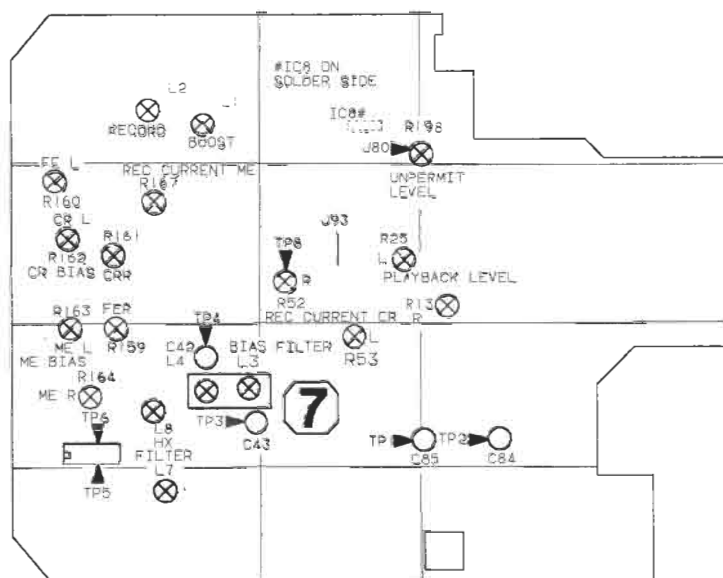 L2
L1
#IC8 ON
SOLDER SIDE
IC8#
RECORD
BOOST
R198
J80
FE L
REC CURRENT ME
R167
UNPERMIT
LEVEL
R160
CR L
R161
J93
R25
TP8
L
R162
CR BIAS
CRR
R
PLAYBACK LEVEL
R52
R13
R163
FER
TP4
REC CURRENT CR
R
ME L
R159
C42
BIAS FILTER
L
ME BIAS
L4
L3
R53
R164
ME R
7
TP6
L8
TP3
HX
FILTER
C43
TP1
TP2
C85
C84
L7
TP5